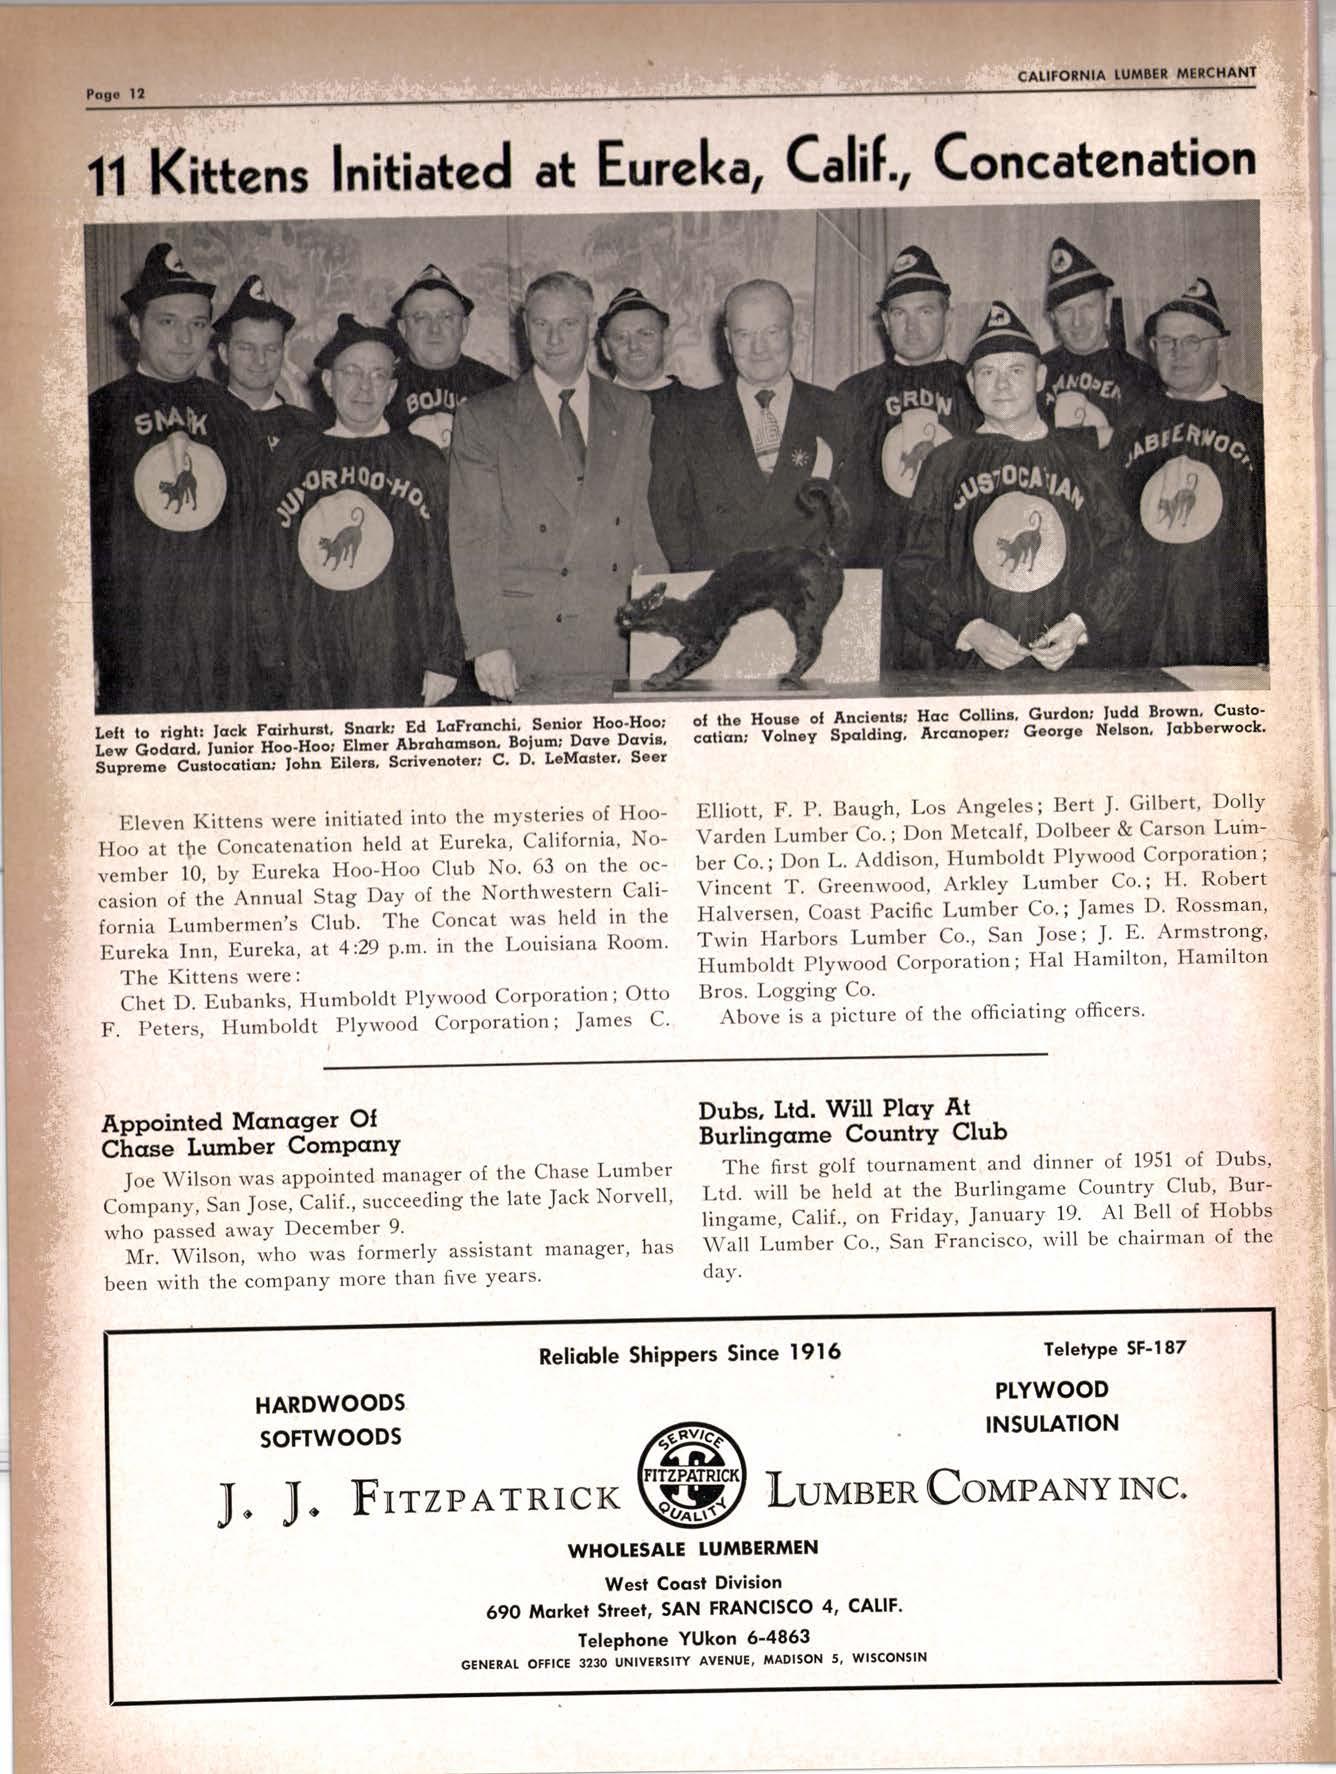 Page 12
CALIFORNIA LUMBER MERCHANT
11 Kittens Initiated at Eureka, Calif., Concatenation
SNARK
JUNIOR HOO-HOO
BOJU
GRDN
CUSTOCATIAN
ANOPER
JABBERWOCK
Left to right: Jack Fairhurst, Snark; Ed LaFranchi, Senior Hoo-Hoo;
Lew Godard, Junior Hoo-Hoo; Elmer Abrahamson, Bojum; Dave Davis,
Supreme Custocatian; John Eilers, Scrivenoter; C. D. LeMaster, Seer
of the House of Ancients; Hac Collins, Gurdon; Judd Brown, Custo-
catian; Volney Spalding, Arcanoper; George Nelson, Jabberwock.
Eleven Kittens were initiated into the mysteries of Hoo-
Hoo at the Concatenation held at Eureka, California, No-
vember 10, by Eureka Hoo-Hoo Club No. 63 on the oc-
casion of the Annual Stag Day of the Northwestern Cali-
fornia Lumbermen's Club. The Concat was held in the
Eureka Inn, Eureka, at 4:29 p.m. in the Louisiana Room.
The Kittens were:
Chet D. Eubanks, Humboldt Plywood Corporation; Otto
F. Peters, Humboldt Plywood Corporation; James C.
Elliott, F. P. Baugh, Los Angeles; Bert J. Gilbert, Dolly
Varden Lumber Co.; Don Metcalf, Dolbeer & Carson Lum-
ber Co.; Don L. Addison, Humboldt Plywood Corporation;
Vincent T. Greenwood, Arkley Lumber Co.; H. Robert
Halversen, Coast Pacific Lumber Co.; James D. Rossman,
Twin Harbors Lumber Co., San Jose; J. E. Armstrong,
Humboldt Plywood Corporation; Hal Hamilton, Hamilton
Bros. Logging Co.
Above is a picture of the officiating officers.
Appointed Manager Of
Chase Lumber Company
Joe Wilson was appointed manager of the Chase Lumber
Company, San Jose, Calif., succeeding the late Jack Norvell,
who passed away December 9.
Mr. Wilson, who was formerly assistant manager, has
been with the company more than five years.
Dubs, Ltd. Will Play At
Burlingame Country Club
The first golf tournament and dinner of 1951 of Dubs,
Ltd. will be held at the Burlingame Country Club, Bur-
lingame, Calif., on Friday, January 19. Al Bell of Hobbs
Wall Lumber Co., San Francisco, will be chairman of the
day.
Reliable Shippers Since 1916
Teletype SF-187
HARDWOODS
SOFTWOODS
PLYWOOD
INSULATION
J. J. FITZPATRICK
SERVICE
FITZPATRICK
QUALITY
LUMBER COMPANY INC.
WHOLESALE LUMBERMEN
West Coast Division
690 Market Street, SAN FRANCISCO 4, CALIF.
Telephone YUkon 6-4863
GENERAL OFFICE 3230 UNIVERSITY AVENUE, MADISON 5, WISCONSIN